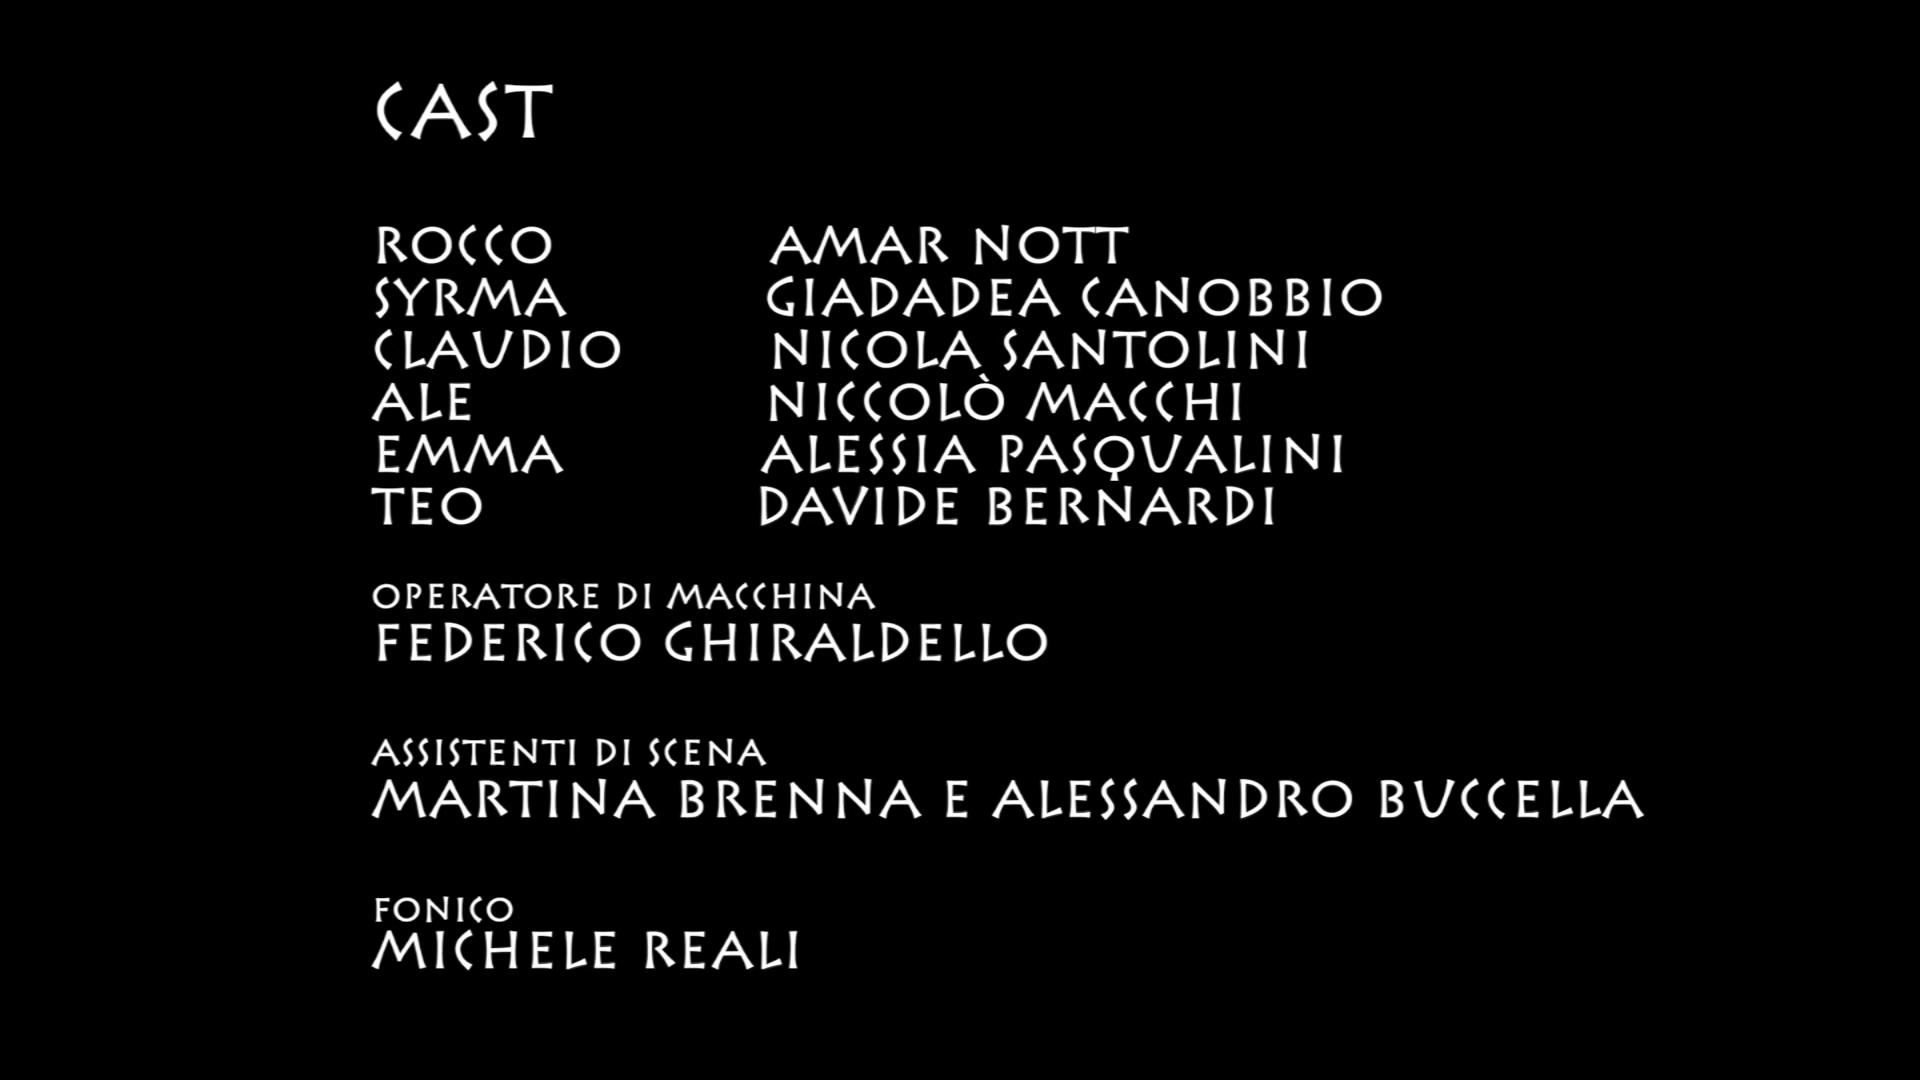 CAST
ROCCO AMAR NOTT
SYRMA GIADADEA CANOBBIO
CLAUDIO NICOLA SANTOLINI
ALE NICCOLÒ MACCHI
EMMA ALESSIA PASQUALINI
TEO DAVIDE BERNARDI
OPERATORE DI MACCHINA
FEDERICO GHIRALDELLO
ASSISTENTI DI SCENA
MARTINA BRENNA E ALESSANDRO BUCCELLA
FONICO
MICHELE REALI